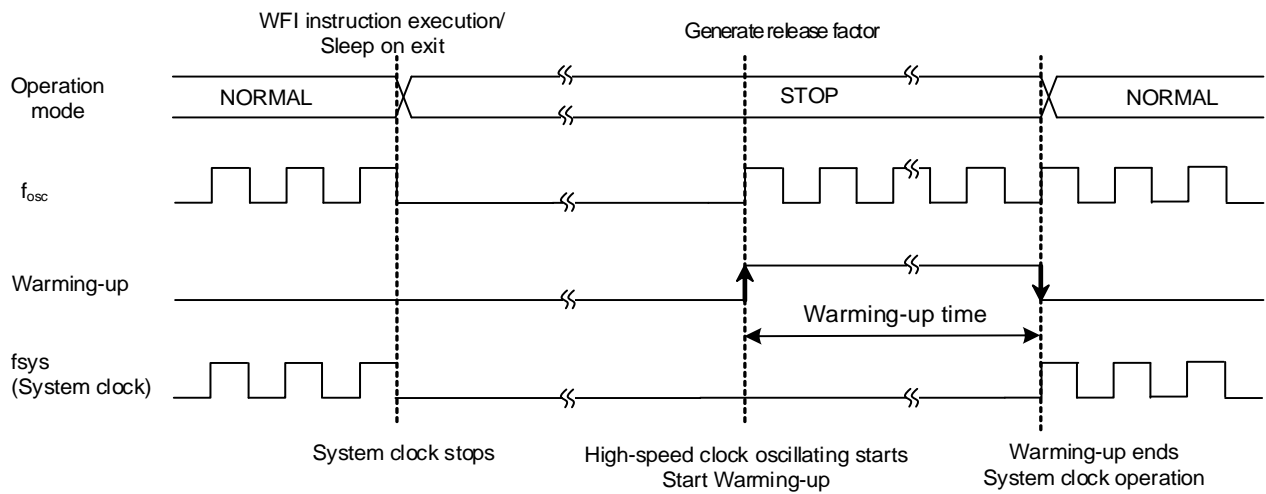 WFI instruction execution/
Sleep on exit
Generate release factor
Operation
mode
NORMAL
STOP
NORMAL
fosc
Warming-up
Warming-up time
fsys
(System clock)
System clock stops
High-speed clock oscillating starts
Start Warming-up
Warming-up ends
System clock operation